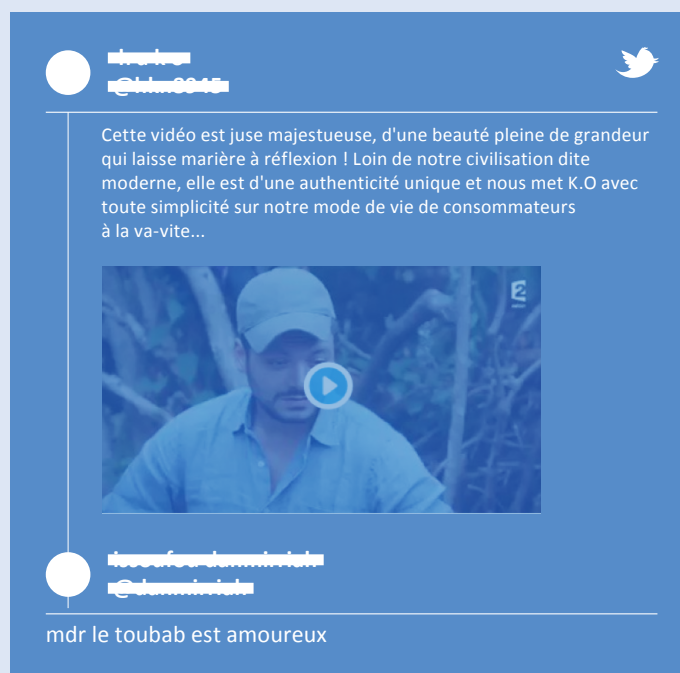 Cette vidéo est juse majestueuse, d'une beauté pleine de grandeur
qui laisse marière à réflexion ! Loin de notre civilisation dite
moderne, elle est d'une authenticité unique et nous met K.O avec
toute simplicité sur notre mode de vie de consommateurs
à la va-vite...
2
mdr le toubab est amoureux